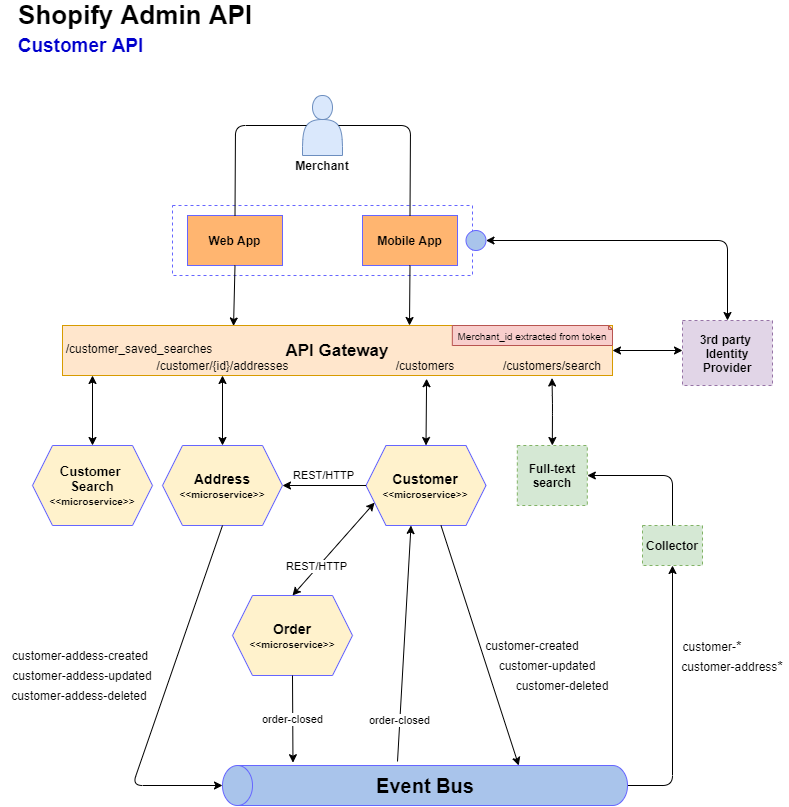 Shopify Admin API
Customer API
Merchant
Web App
Mobile App
Merchant_id extracted from token
API Gateway
/customer_saved_searches
/customer/{id}/addresses
/customers
/customers/search
3rd party
Identity
Provider
Customer
Search
<<microservice>>
Address
<<microservice>>
REST/HTTP
Customer
<<microservice>>
Full-text
search
Collector
REST/HTTP
Order
<<microservice>>
customer-addess-created
customer-addess-updated
customer-addess-deleted
customer-created
customer-updated
customer-deleted
customer-*
customer-address*
order-closed
order-closed
Event Bus